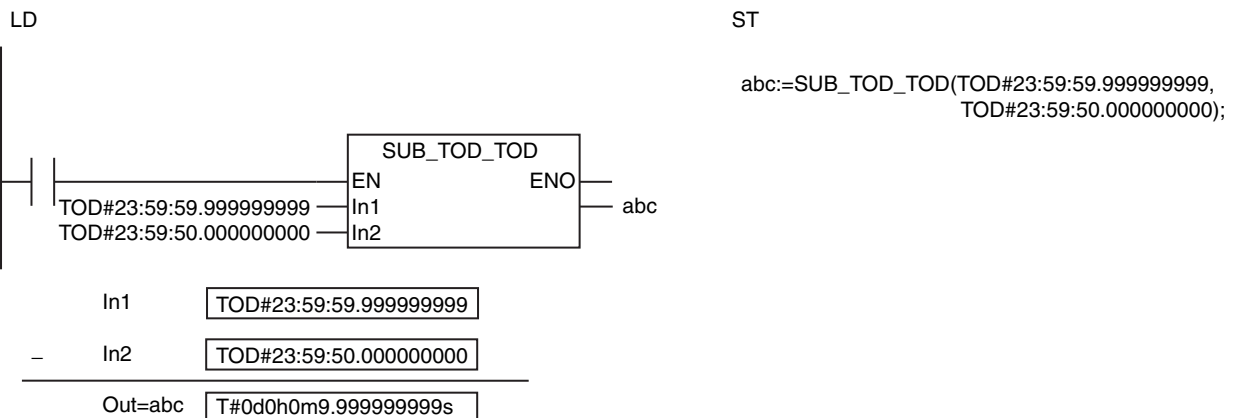 LD
ST
abc:=SUB_TOD_TOD(TOD#23:59:59.999999999,
TOD#23:59:50.000000000);
SUB_TOD_TOD
EN ENO
TOD#23:59:59.999999999 In1 abc
TOD#23:59:50.000000000 In2
In1 TOD#23:59:59.999999999
− In2 TOD#23:59:50.000000000
Out=abc T#0d0h0m9.999999999s